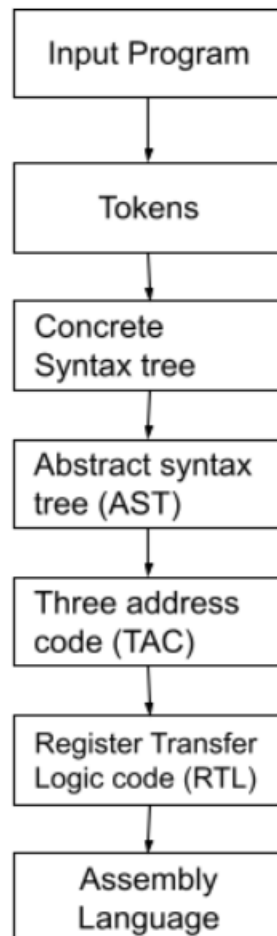 Input Program
Tokens
Concrete
Syntax tree
Abstract syntax
tree (AST)
Three address
code (TAC)
Register Transfer
Logic code (RTL)
Assembly
Language